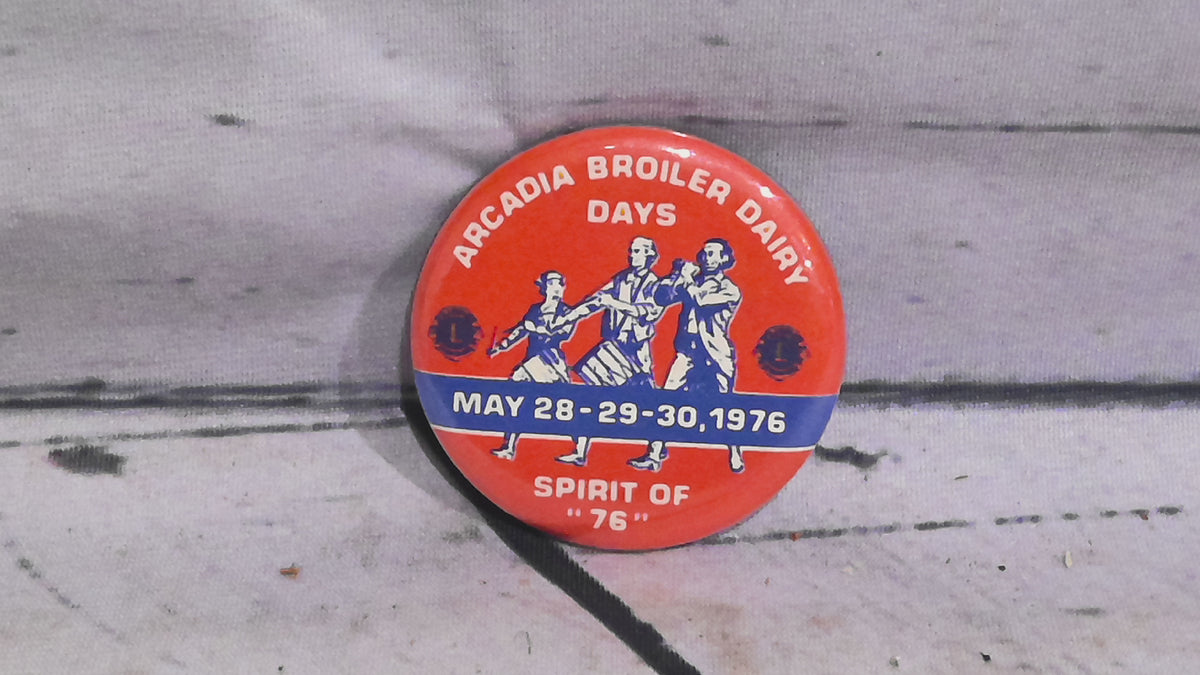 ARCADIA BROILER DAIRY
DAYS
L
L
MAY 28-29-30, 1976
SPIRIT OF
"76"